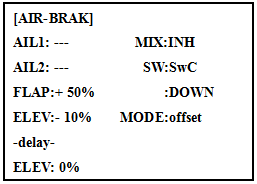 [AIR-BRAK]
AIL1: --- MIX:INH
AIL2: --- SW:SwC
FLAP:+ 50% :DOWN
ELEV:- 10% MODE:offset
-delay-
ELEV: 0%